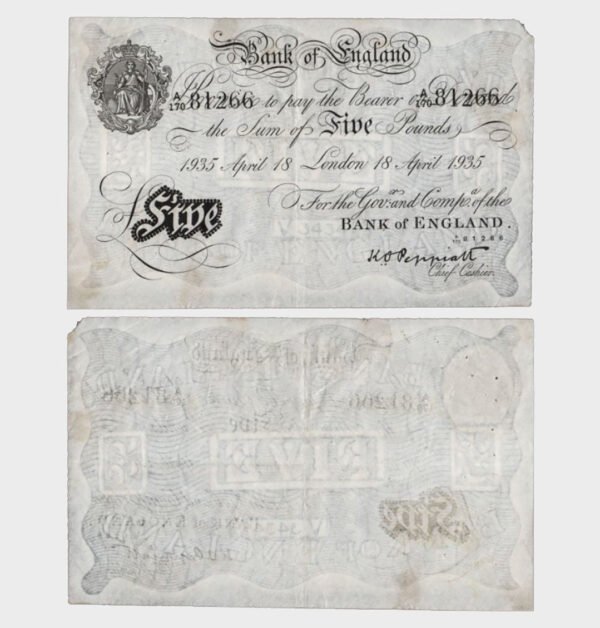 Bank of England
A/170 81266 to pay the Bearer on Demand A/170 81266
the Sum of Five Pounds
1935 April 18 London 18 April 1935
For the Govr. and Compa. of the
Five
BANK of ENGLAND.
A/170 81266
K O Peppiatt
Chief Cashier.
FIVE